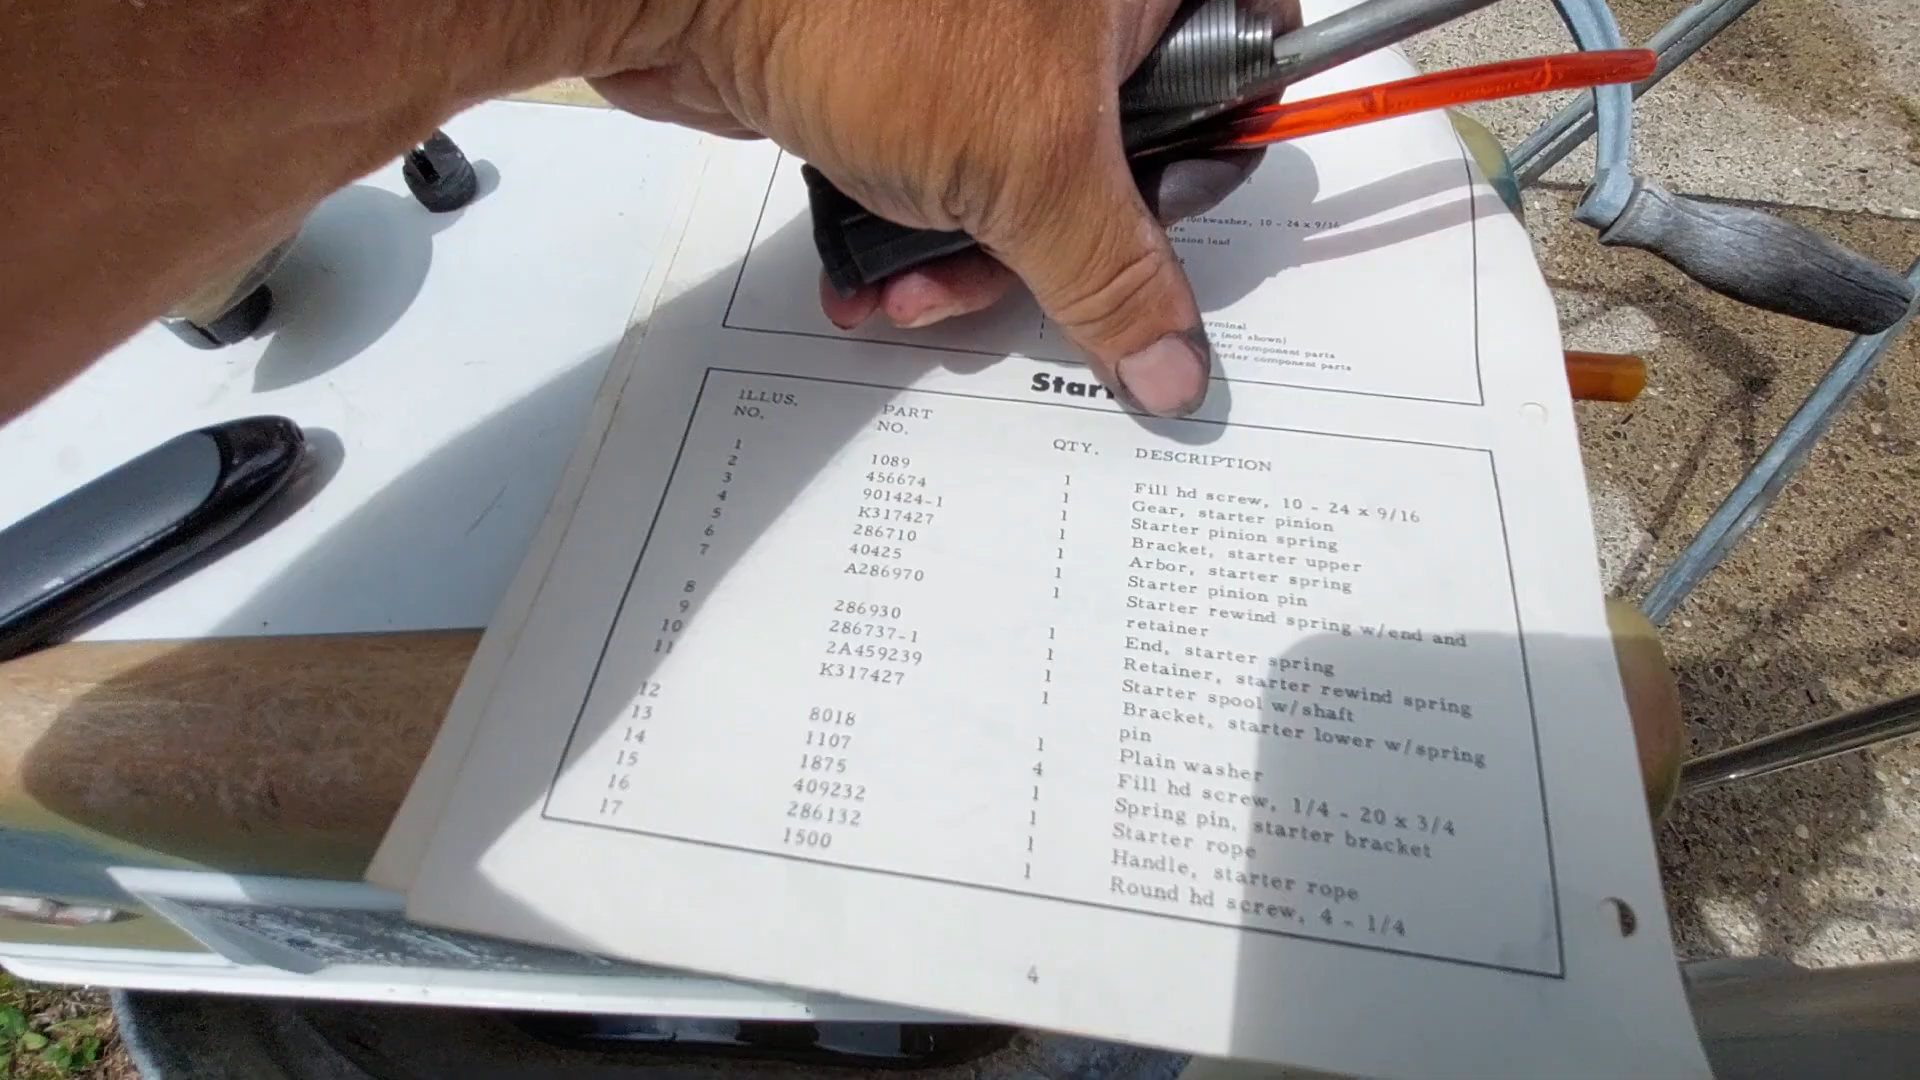 lockwasher, 10 - 24 x 9/16
(not shown)
order component parts
order component parts
ILLUS. NO. PART NO. QTY. DESCRIPTION
1 1089 1 Fill hd screw, 10 - 24 x 9/16
2 456674 1 Gear, starter pinion
3 901424-1 1 Starter pinion spring
4 K317427 1 Bracket, starter upper
5 286710 1 Arbor, starter spring
6 40425 1 Starter pinion pin
7 A286970 1 Starter rewind spring w/end and
retainer
8 286930 1 End, starter spring
9 286737-1 1 Retainer, starter rewind spring
10 2A459239 1 Starter spool w/shaft
11 K317427 1 Bracket, starter lower w/spring
pin
12 8018 1 Plain washer
13 1107 4 Fill hd screw, 1/4 - 20 x 3/4
14 1875 1 Spring pin, starter bracket
15 409232 1 Starter rope
16 286132 1 Handle, starter rope
17 1500 1 Round hd screw, 4 - 1/4
4